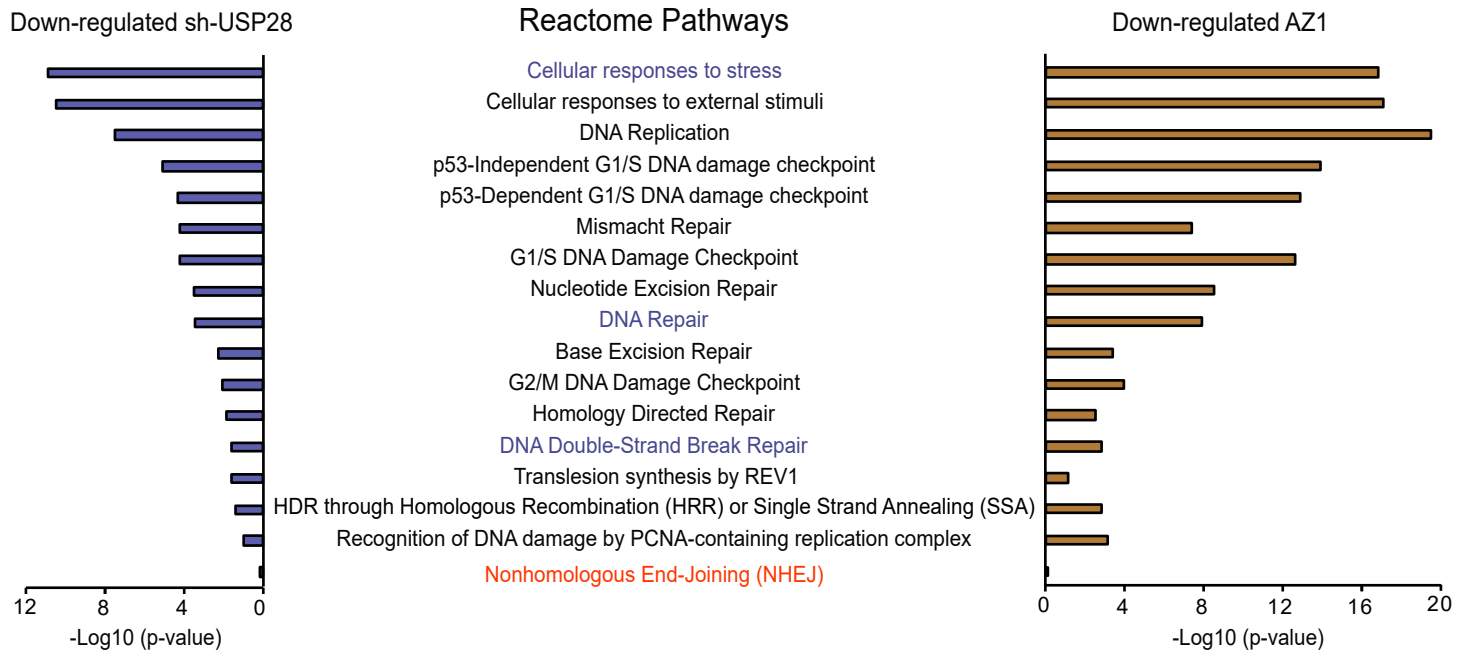 Down-regulated sh-USP28
Reactome Pathways
Down-regulated AZ1
Cellular responses to stress
Cellular responses to external stimuli
DNA Replication
p53-Independent G1/S DNA damage checkpoint
p53-Dependent G1/S DNA damage checkpoint
Mismacht Repair
G1/S DNA Damage Checkpoint
Nucleotide Excision Repair
DNA Repair
Base Excision Repair
G2/M DNA Damage Checkpoint
Homology Directed Repair
DNA Double-Strand Break Repair
Translesion synthesis by REV1
HDR through Homologous Recombination (HRR) or Single Strand Annealing (SSA)
Recognition of DNA damage by PCNA-containing replication complex
Nonhomologous End-Joining (NHEJ)
12 8 4 0
0 4 8 12 16 20
-Log10 (p-value)
-Log10 (p-value)